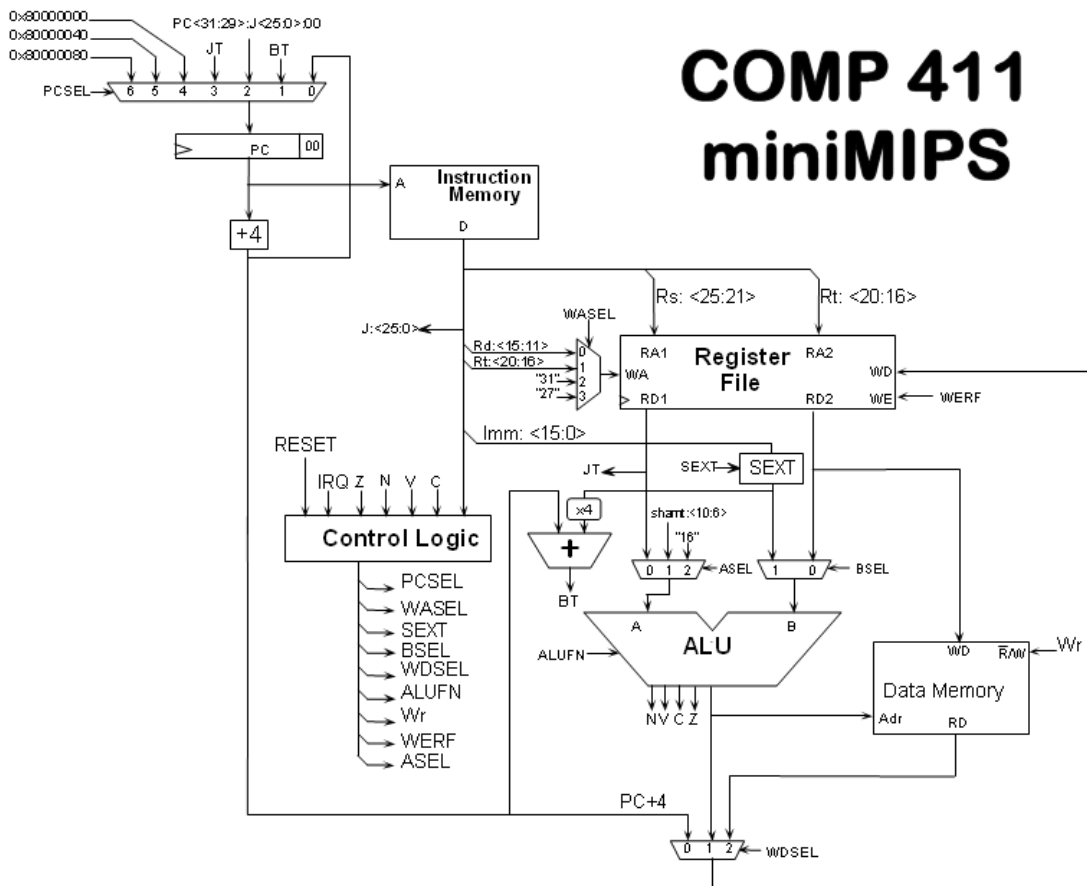 0x80000000
0x80000040
0x80000080
PC<31:29>:J<25:0>:00
JT
BT
PCSEL
6 5 4 3 2 1 0
COMP 411
miniMIPS
PC
00
A
Instruction
Memory
D
+4
Rs: <25:21>
Rt: <20:16>
J:<25:0>
WASEL
Rd:<15:11>
Rt:<20:16>
"31"
"27"
0
1
2
3
RA1
Register
File
RA2
WA
WD
RD1
RD2
WE
WERF
Imm: <15:0>
RESET
IRQ Z N V C
JT
SEXT
SEXT
x4
shamt:<10:6>
"16"
Control Logic
+
BT
0 1 2
ASEL
1 0
BSEL
PCSEL
WASEL
SEXT
BSEL
WDSEL
ALUFN
Wr
WERF
ASEL
A
B
ALU
ALUFN
N V C Z
WD
R/W
Wr
Data Memory
Adr
RD
PC+4
0 1 2
WDSEL